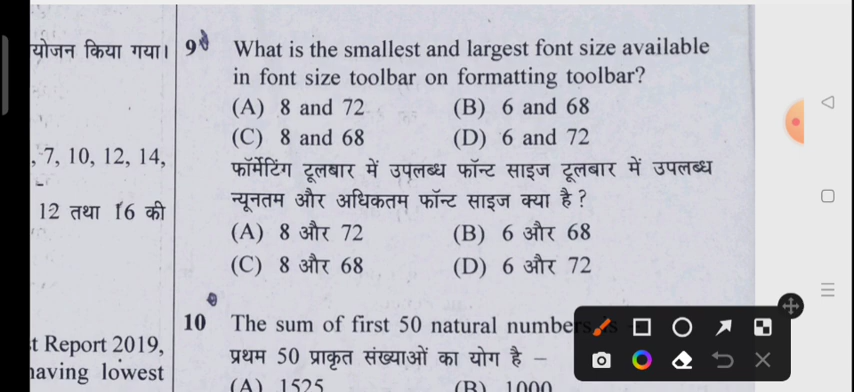 योजन किया गया।
, 7, 10, 12, 14,
12 तथा 16 की
t Report 2019,
having lowest
9 What is the smallest and largest font size available
in font size toolbar on formatting toolbar?
(A) 8 and 72 (B) 6 and 68
(C) 8 and 68 (D) 6 and 72
फॉर्मेटिंग टूलबार में उपलब्ध फॉन्ट साइज टूलबार में उपलब्ध
न्यूनतम और अधिकतम फॉन्ट साइज क्या है ?
(A) 8 और 72 (B) 6 और 68
(C) 8 और 68 (D) 6 और 72
10 The sum of first 50 natural numbers is
प्रथम 50 प्राकृत संख्याओं का योग है –
(A) 1525 (B) 1000